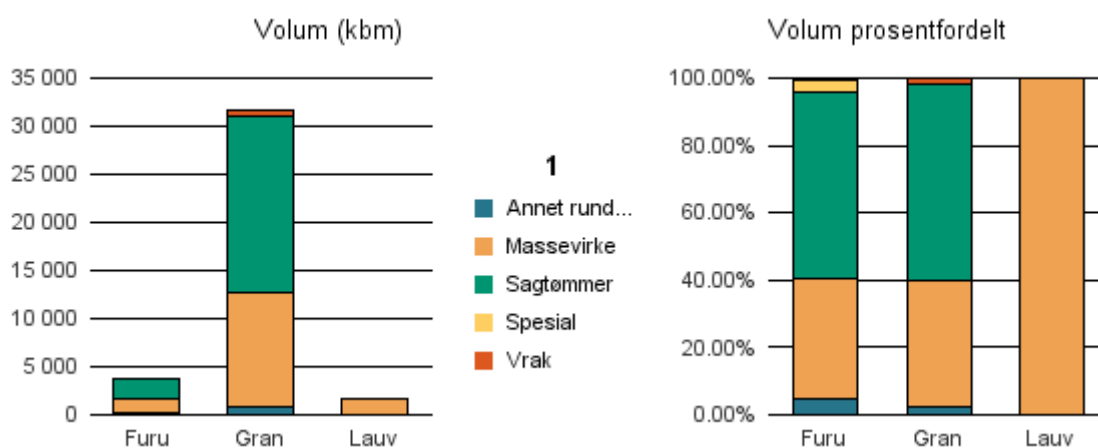 Volum (kbm)
35 000
30 000
25 000
20 000
15 000
10 000
5 000
0
Furu
Gran
Lauv
1
Annet rund...
Massevirke
Sagtømmer
Spesial
Vrak
Volum prosentfordelt
100.00%
80.00%
60.00%
40.00%
20.00%
0.00%
Furu
Gran
Lauv